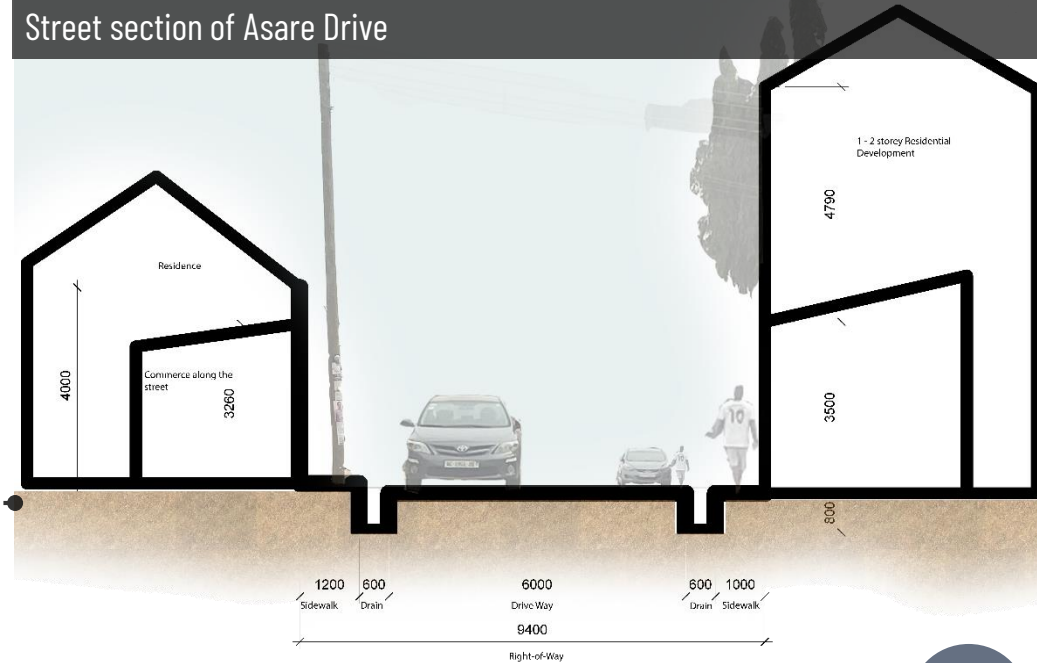 Street section of Asare Drive
1 - 2 storey Residential
Development
4790
Residence
4000
Commerce along the
street
3260
3500
10
800
1200 600 6000 600 1000
Sidewalk Drain Drive Way Drain Sidewalk
9400
Right-of-Way